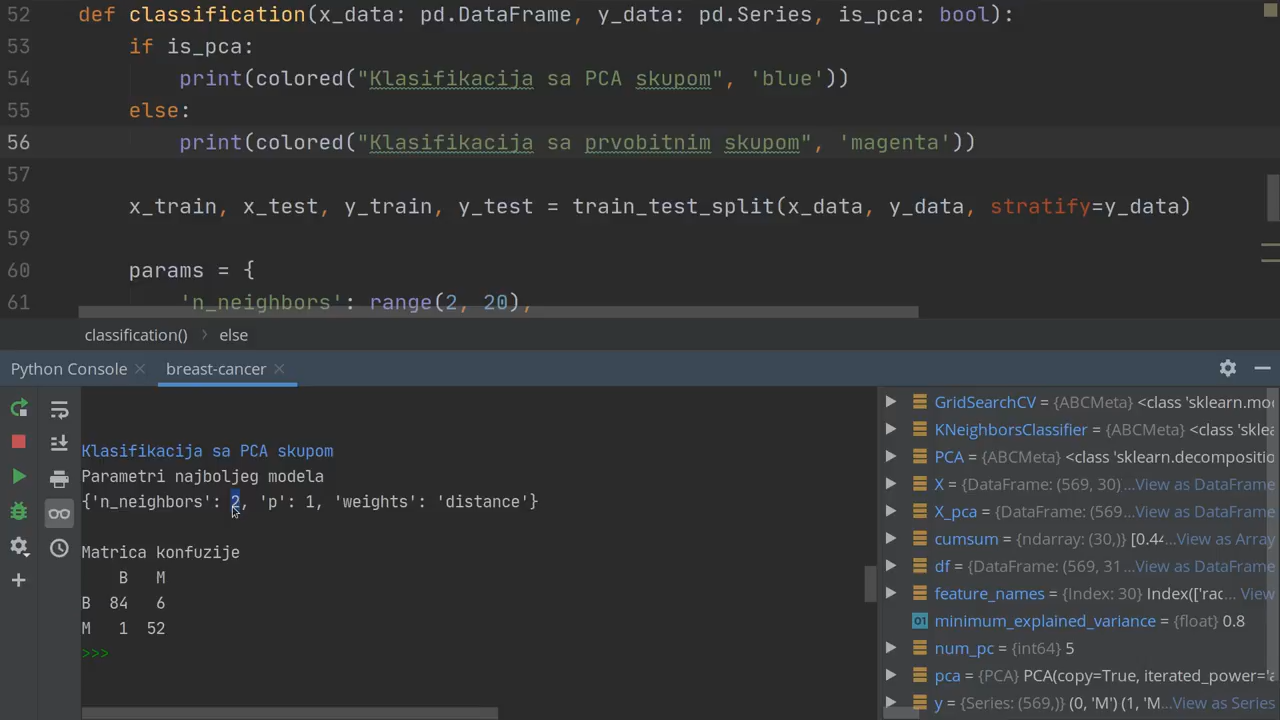 52 def classification(x_data: pd.DataFrame, y_data: pd.Series, is_pca: bool):
53 if is_pca:
54 print(colored("Klasifikacija sa PCA skupom", 'blue'))
55 else:
56 print(colored("Klasifikacija sa prvobitnim skupom", 'magenta'))
57
58 x_train, x_test, y_train, y_test = train_test_split(x_data, y_data, stratify=y_data)
59
60 params = {
61 'n_neighbors': range(2, 20),
classification() › else
Python Console × breast-cancer ×
Klasifikacija sa PCA skupom
Parametri najboljeg modela
{'n_neighbors': 2, 'p': 1, 'weights': 'distance'}
Matrica konfuzije
B M
B 84 6
M 1 52
>>>
GridSearchCV = {ABCMeta} <class 'sklearn.mo
KNeighborsClassifier = {ABCMeta} <class 'sklea
PCA = {ABCMeta} <class 'sklearn.decompositio
X = {DataFrame: (569, 30) ...View as DataFrame
X_pca = {DataFrame: (569...View as DataFrame
cumsum = {ndarray: (30,)} [0.44...View as Array
df = {DataFrame: (569, 31 ...View as DataFrame
feature_names = {Index: 30} Index(['rac... View
01 minimum_explained_variance = {float} 0.8
num_pc = {int64} 5
pca = {PCA} PCA(copy=True, iterated_power='a
y = {Series: (569,)} (0, 'M') (1, 'M...View as Series